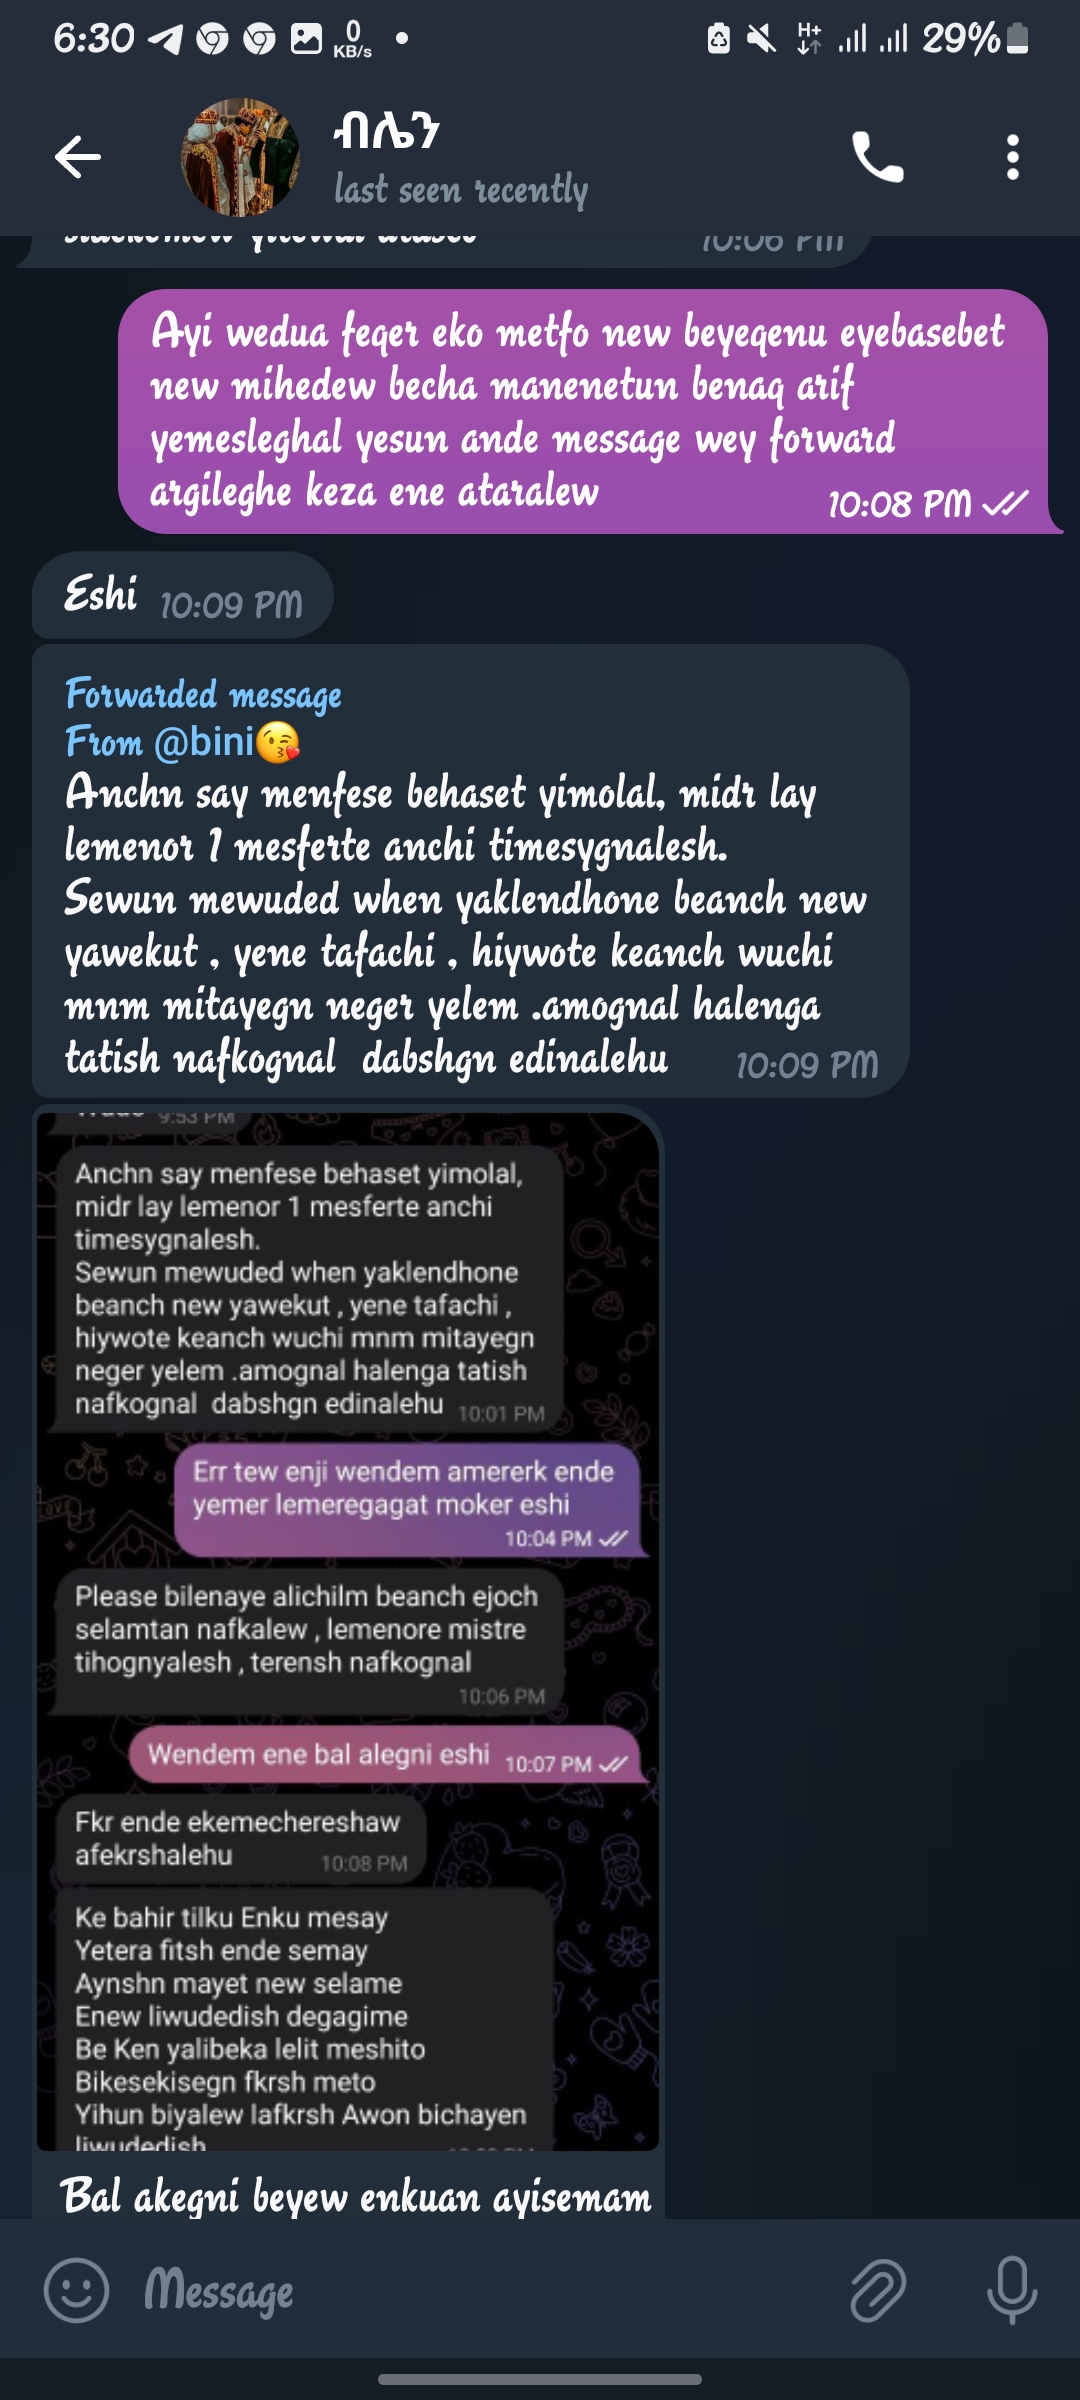 6:30
0
KB/s
H+
29%
ብሌን
last seen recently
10:06 PM
Ayi wedua feqer eko metfo new beyeqenu eyebasebet
new mihedew becha manenetun benaq arif
yemesleghal yesun ande message wey forward
argileghe keza ene ataralew
10:08 PM
Eshi 10:09 PM
Forwarded message
From @bini😘
Anchn say menfese behaset yimolal, midr lay
lemenor 1 mesferte anchi timesygnalesh.
Sewun mewuded when yaklendhone beanch new
yawekut , yene tafachi , hiywote keanch wuchi
mnm mitayegn neger yelem .amognal halenga
tatish nafkognal dabshgn edinalehu 10:09 PM
9:53 PM
Anchn say menfese behaset yimolal,
midr lay lemenor 1 mesferte anchi
timesygnalesh.
Sewun mewuded when yaklendhone
beanch new yawekut , yene tafachi ,
hiywote keanch wuchi mnm mitayegn
neger yelem .amognal halenga tatish
nafkognal dabshgn edinalehu 10:01 PM
Err tew enji wendem amererk ende
yemer lemeregagat moker eshi
10:04 PM
Please bilenaye alichilm beanch ejoch
selamtan nafkalew , lemenore mistre
tihognyalesh , terensh nafkognal
10:06 PM
Wendem ene bal alegni eshi 10:07 PM
Fkr ende ekemechereshaw
afekrshalehu 10:08 PM
Ke bahir tilku Enku mesay
Yetera fitsh ende semay
Aynshn mayet new selame
Enew liwudedish degagime
Be Ken yalibeka lelit meshito
Bikesekisegn fkrsh meto
Yihun biyalew lafkrsh Awon bichayen
liwudedish
Bal akegni beyew enkuan ayisemam
Message